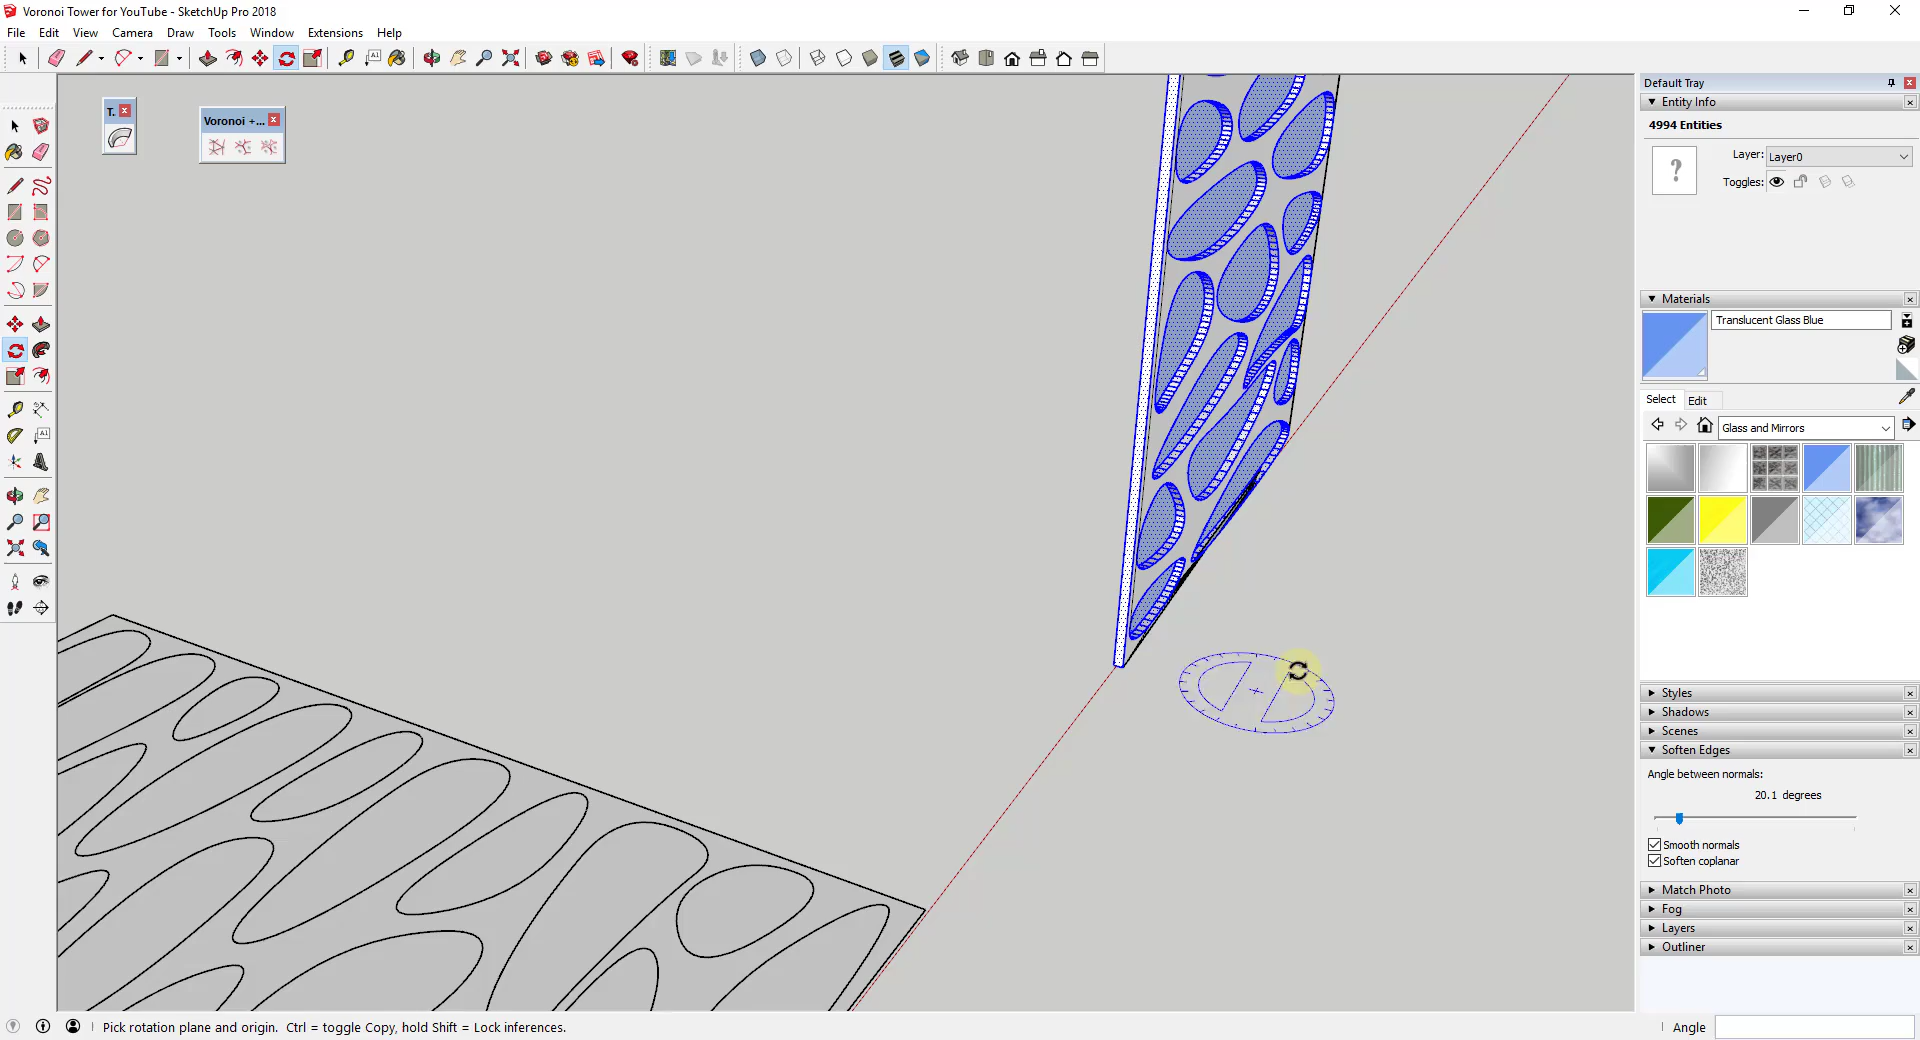 Voronoi Tower for YouTube - SketchUp Pro 2018
File Edit View Camera Draw Tools Window Extensions Help
T.
Voronoi +...
Default Tray
Entity Info
4994 Entities
Layer: Layer0
Toggles:
Materials
Translucent Glass Blue
Select Edit
Glass and Mirrors
Styles
Shadows
Scenes
Soften Edges
Angle between normals:
20.1 degrees
Smooth normals
Soften coplanar
Match Photo
Fog
Layers
Outliner
Pick rotation plane and origin. Ctrl = toggle Copy, hold Shift = Lock inferences.
Angle